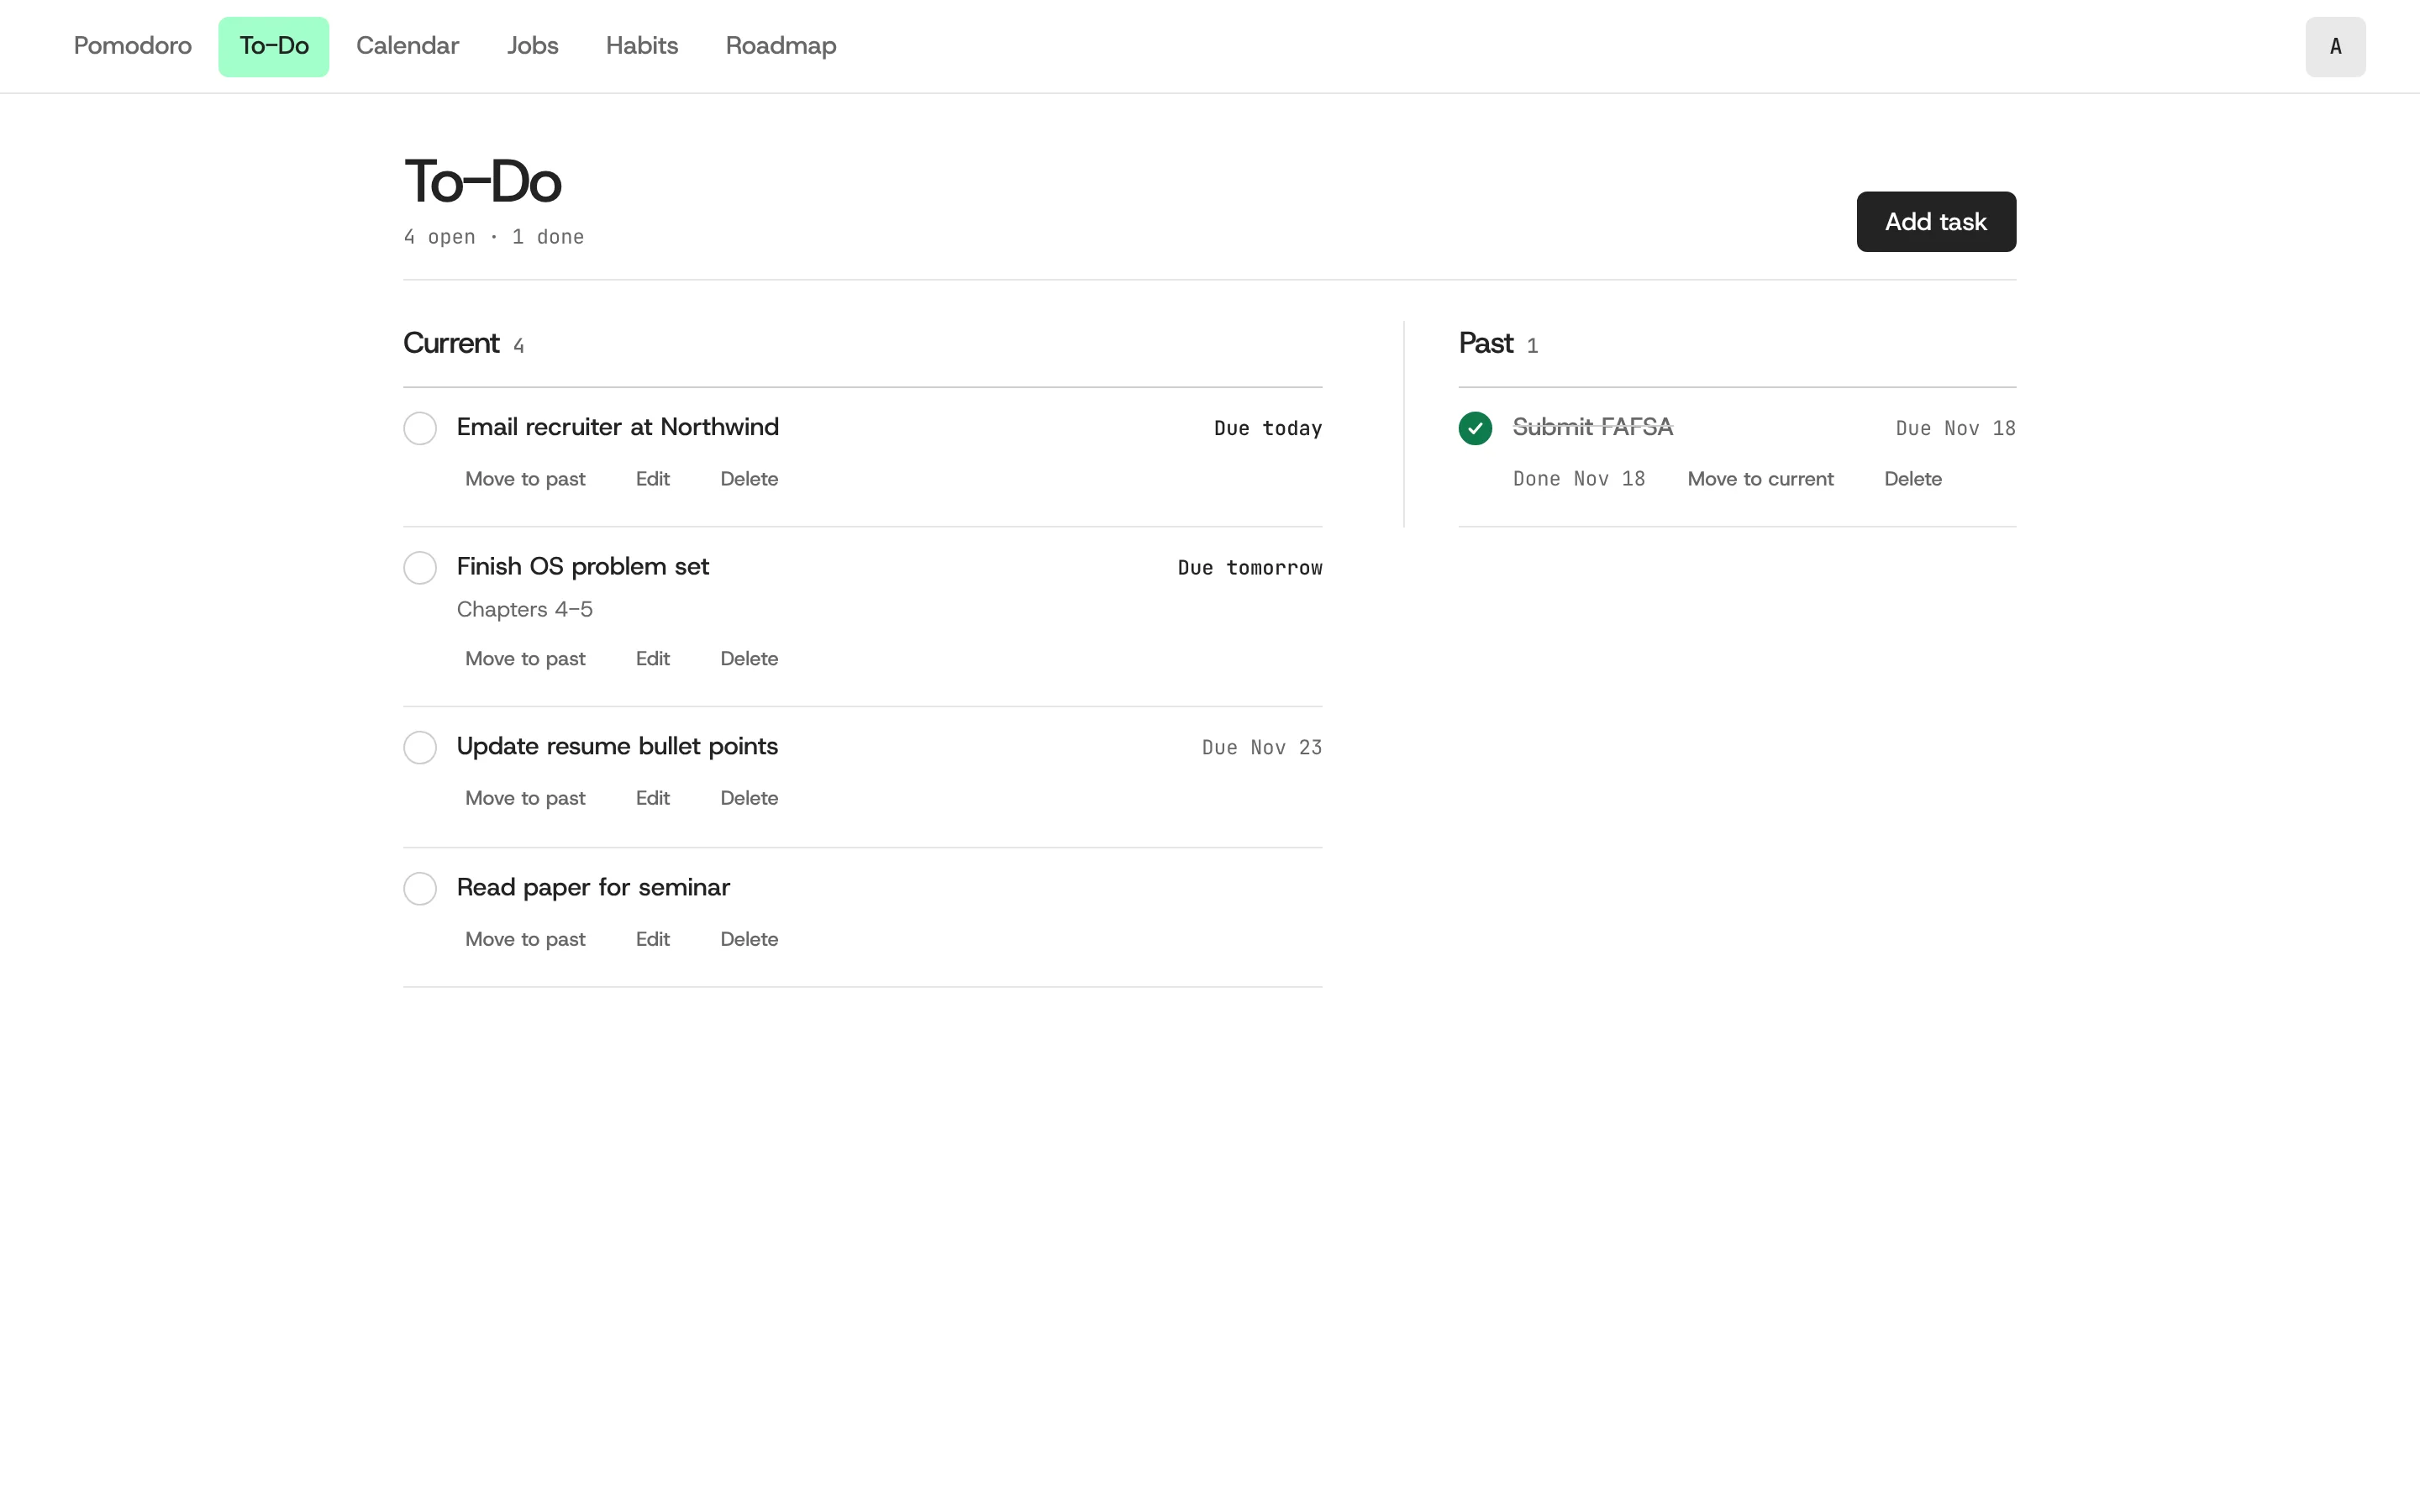 Pomodoro To-Do Calendar Jobs Habits Roadmap A
To-Do
4 open · 1 done
Add task
Current 4
Email recruiter at Northwind Due today
Move to past Edit Delete
Finish OS problem set Due tomorrow
Chapters 4-5
Move to past Edit Delete
Update resume bullet points Due Nov 23
Move to past Edit Delete
Read paper for seminar
Move to past Edit Delete
Past 1
Submit FAFSA Due Nov 18
Done Nov 18 Move to current Delete